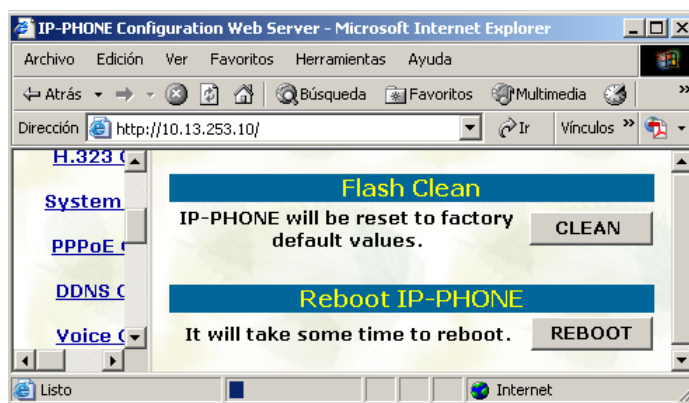 IP-PHONE Configuration Web Server - Microsoft Internet Explorer
Archivo Edición Ver Favoritos Herramientas Ayuda
Atrás Búsqueda Favoritos Multimedia »
Dirección http://10.13.253.10/ Ir Vínculos »
H.323 C
System
PPPoE C
DDNS C
Voice C
Flash Clean
IP-PHONE will be reset to factory
default values.
CLEAN
Reboot IP-PHONE
It will take some time to reboot.
REBOOT
Listo Internet